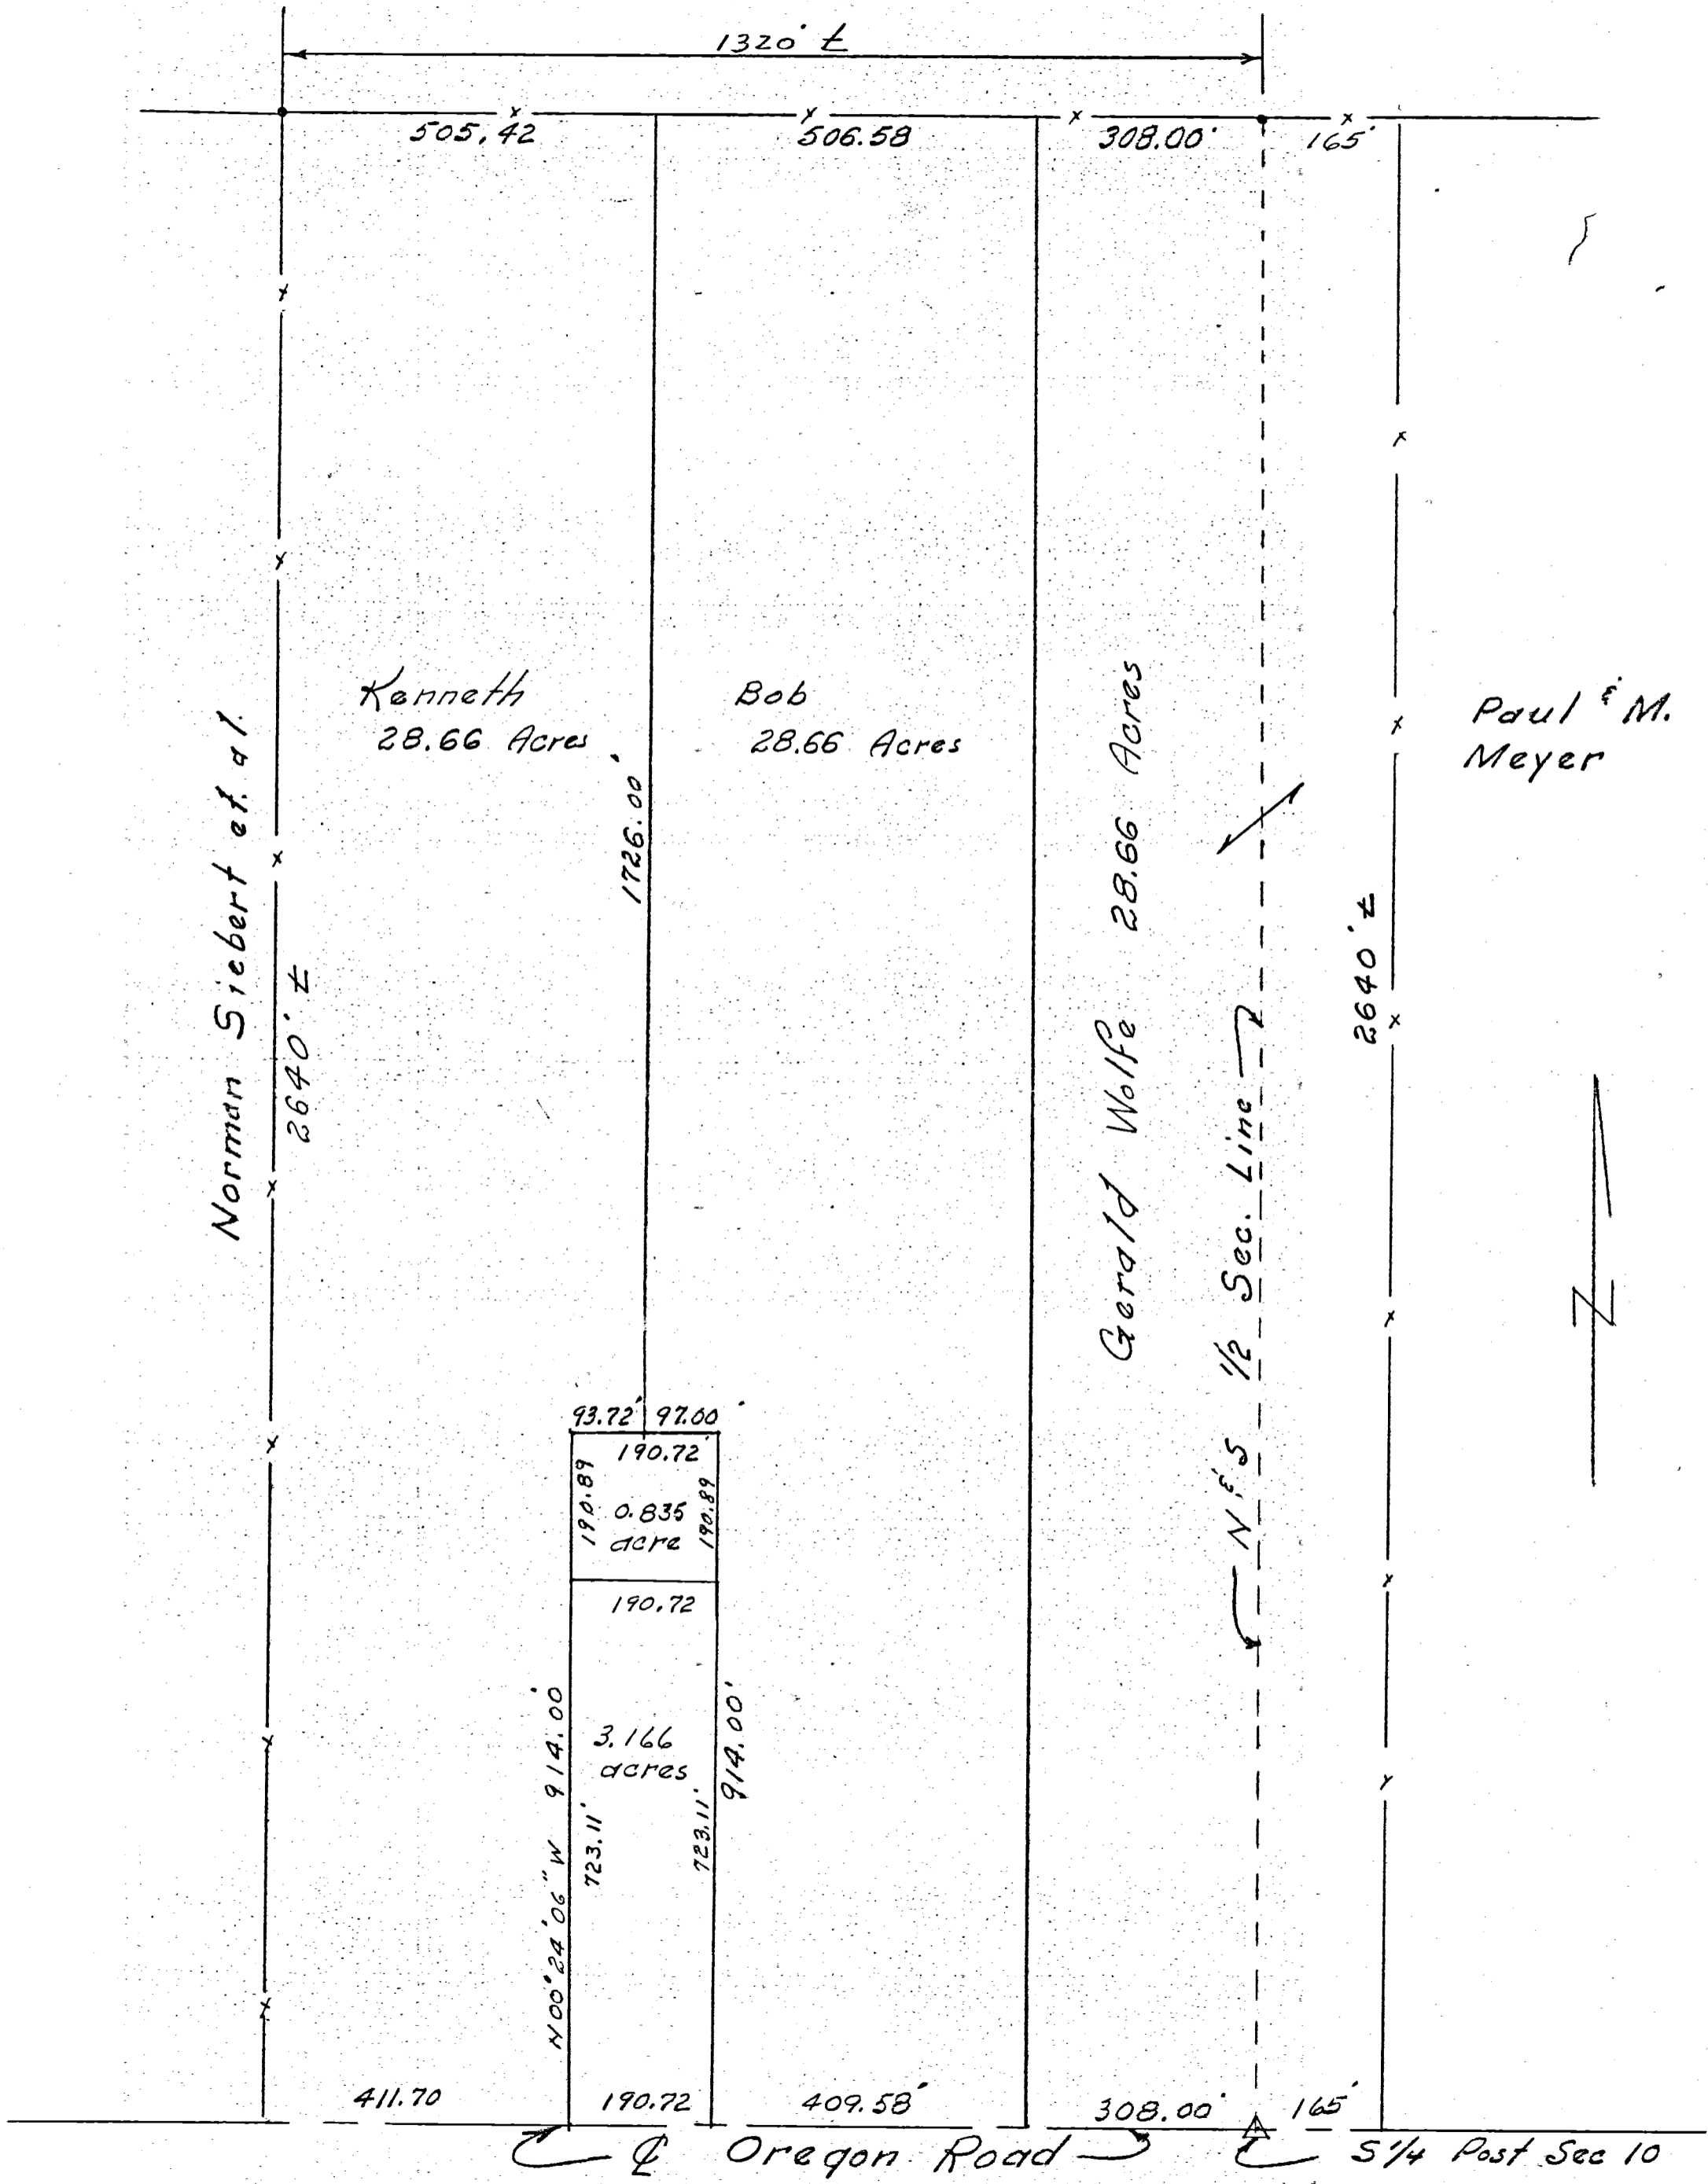 1320' ±
505.42
506.58
308.00'
165'
Kenneth
28.66 Acres
Bob
28.66 Acres
Gerald Wolfe 28.66 Acres
Paul & M.
Meyer
Norman Siebert et. al.
2640' ±
1726.00'
2640' ±
N & S 1/2 Sec. Line
N
93.72' 97.00'
190.72'
190.89
0.835
acre
190.89
190.72
N 00° 24' 06" W 914.00'
3.166
acres
723.11'
723.11'
914.00'
411.70
190.72
409.58'
308.00'
165'
℄ Oregon Road
S 1/4 Post Sec 10